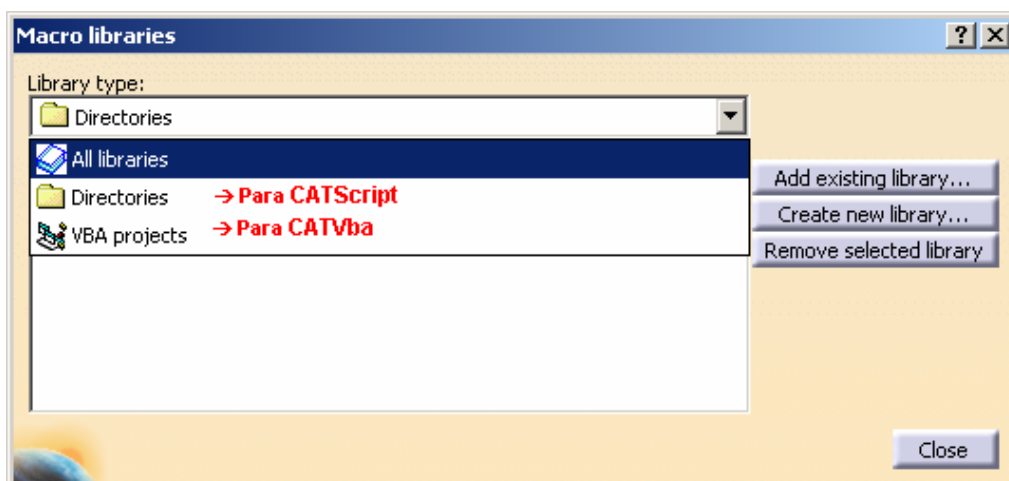 Macro libraries
Library type:
Directories
All libraries
Directories → Para CATScript
VBA projects → Para CATVba
Add existing library...
Create new library...
Remove selected library
Close